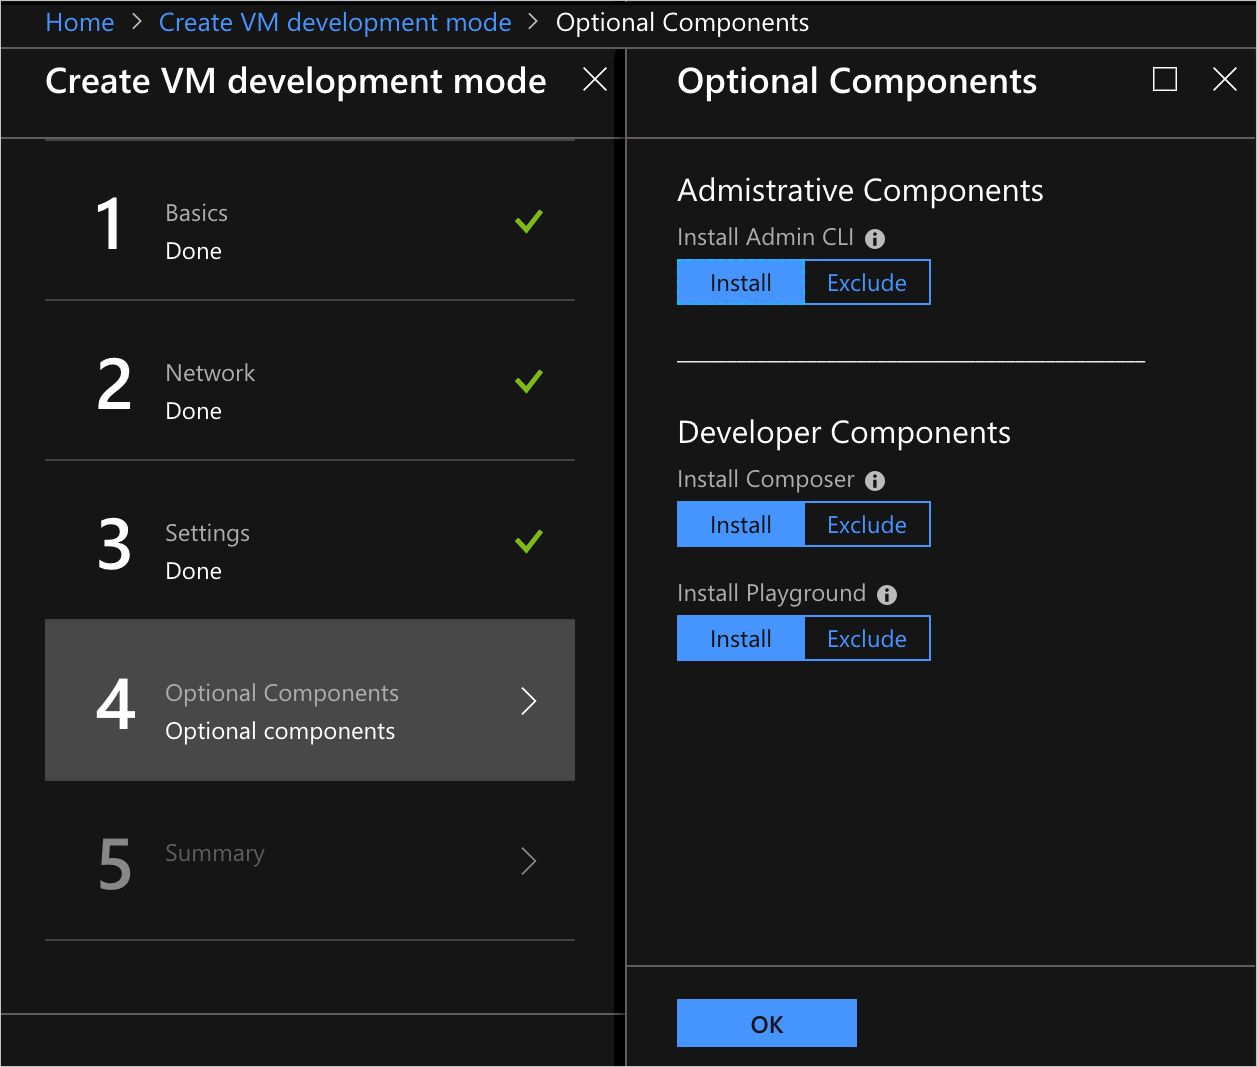 Home > Create VM development mode > Optional Components
Create VM development mode
1
Basics
Done
2
Network
Done
3
Settings
Done
4
Optional Components
Optional components
5
Summary
Optional Components
Admistrative Components
Install Admin CLI
Install Exclude
Developer Components
Install Composer
Install Exclude
Install Playground
Install Exclude
OK